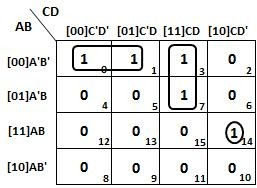 CD
AB
[00]C'D' [01]C'D [11]CD [10]CD'
[00]A'B' 1 0 1 1 1 3 0 2
[01]A'B 0 4 0 5 1 7 0 6
[11]AB 0 12 0 13 0 15 1 14
[10]AB' 0 8 0 9 0 11 0 10